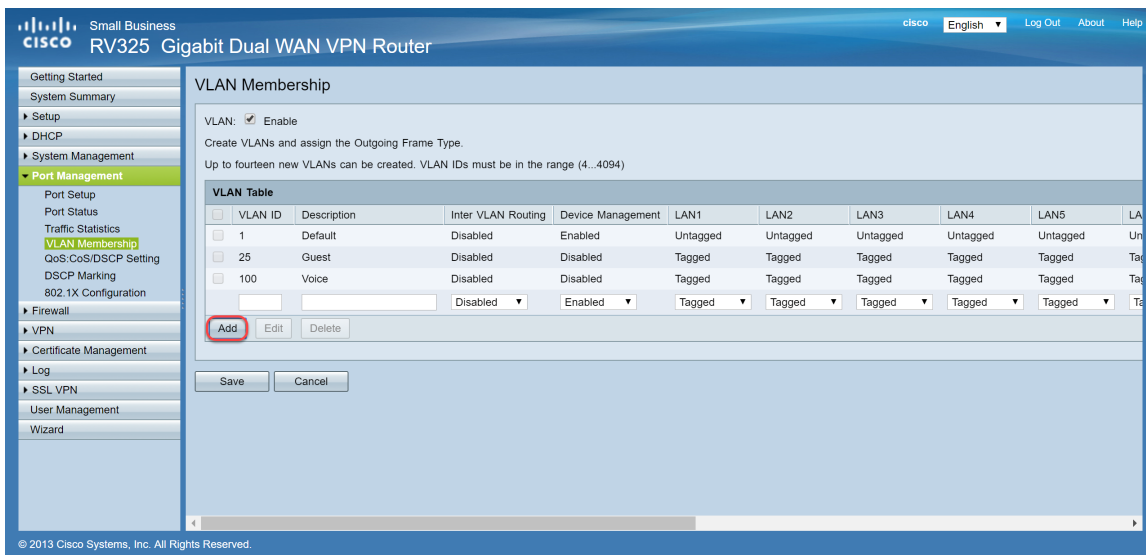 Small Business
cisco English Log Out About Help
CISCO RV325 Gigabit Dual WAN VPN Router
Getting Started
System Summary
Setup
DHCP
System Management
Port Management
Port Setup
Port Status
Traffic Statistics
VLAN Membership
QoS:CoS/DSCP Setting
DSCP Marking
802.1X Configuration
Firewall
VPN
Certificate Management
Log
SSL VPN
User Management
Wizard
VLAN Membership
VLAN: Enable
Create VLANs and assign the Outgoing Frame Type.
Up to fourteen new VLANs can be created. VLAN IDs must be in the range (4...4094)
VLAN Table
VLAN ID Description Inter VLAN Routing Device Management LAN1 LAN2 LAN3 LAN4 LAN5 LA
1 Default Disabled Enabled Untagged Untagged Untagged Untagged Untagged Un
25 Guest Disabled Disabled Tagged Tagged Tagged Tagged Tagged Tag
100 Voice Disabled Disabled Tagged Tagged Tagged Tagged Tagged Tag
Disabled Enabled Tagged Tagged Tagged Tagged Tagged Ta
Add Edit Delete
Save Cancel
© 2013 Cisco Systems, Inc. All Rights Reserved.